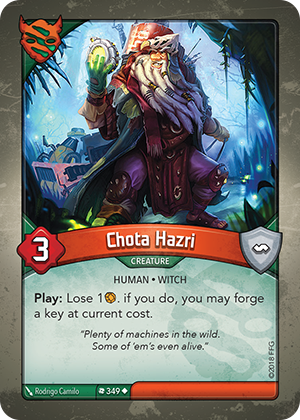 Chota Hazri
CREATURE
3
HUMAN • WITCH
Play: Lose 1. if you do, you may forge
a key at current cost.
"Plenty of machines in the wild.
Some of 'em's even alive."
Rodrigo Camilo
349
©2018 FFG